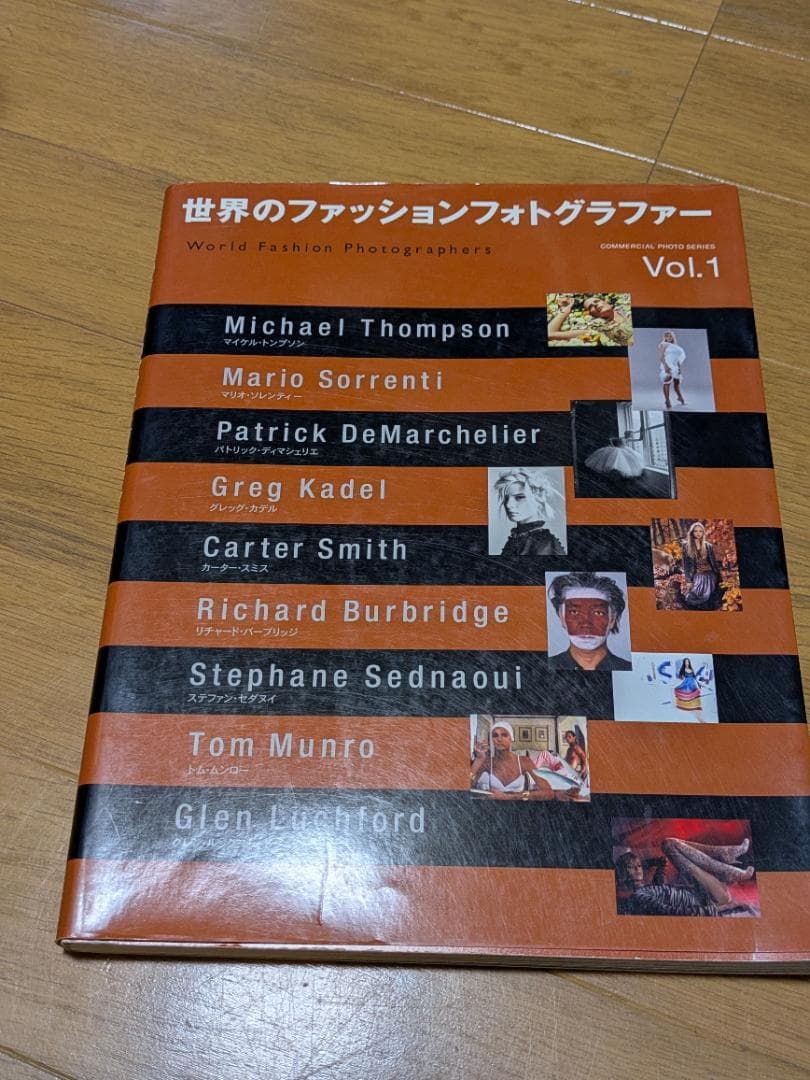 世界のファッションフォトグラファー
World Fashion Photographers
COMMERCIAL PHOTO SERIES
Vol.1
Michael Thompson
マイケル・トンプソン
Mario Sorrenti
マリオ・ソレンティー
Patrick DeMarchelier
パトリック・ディマシェリエ
Greg Kadel
グレッグ・カデル
Carter Smith
カーター・スミス
Richard Burbridge
リチャード・バーブリッジ
Stephane Sednaoui
ステファン・セダヌイ
Tom Munro
トム・ムンロー
Glen Luchford